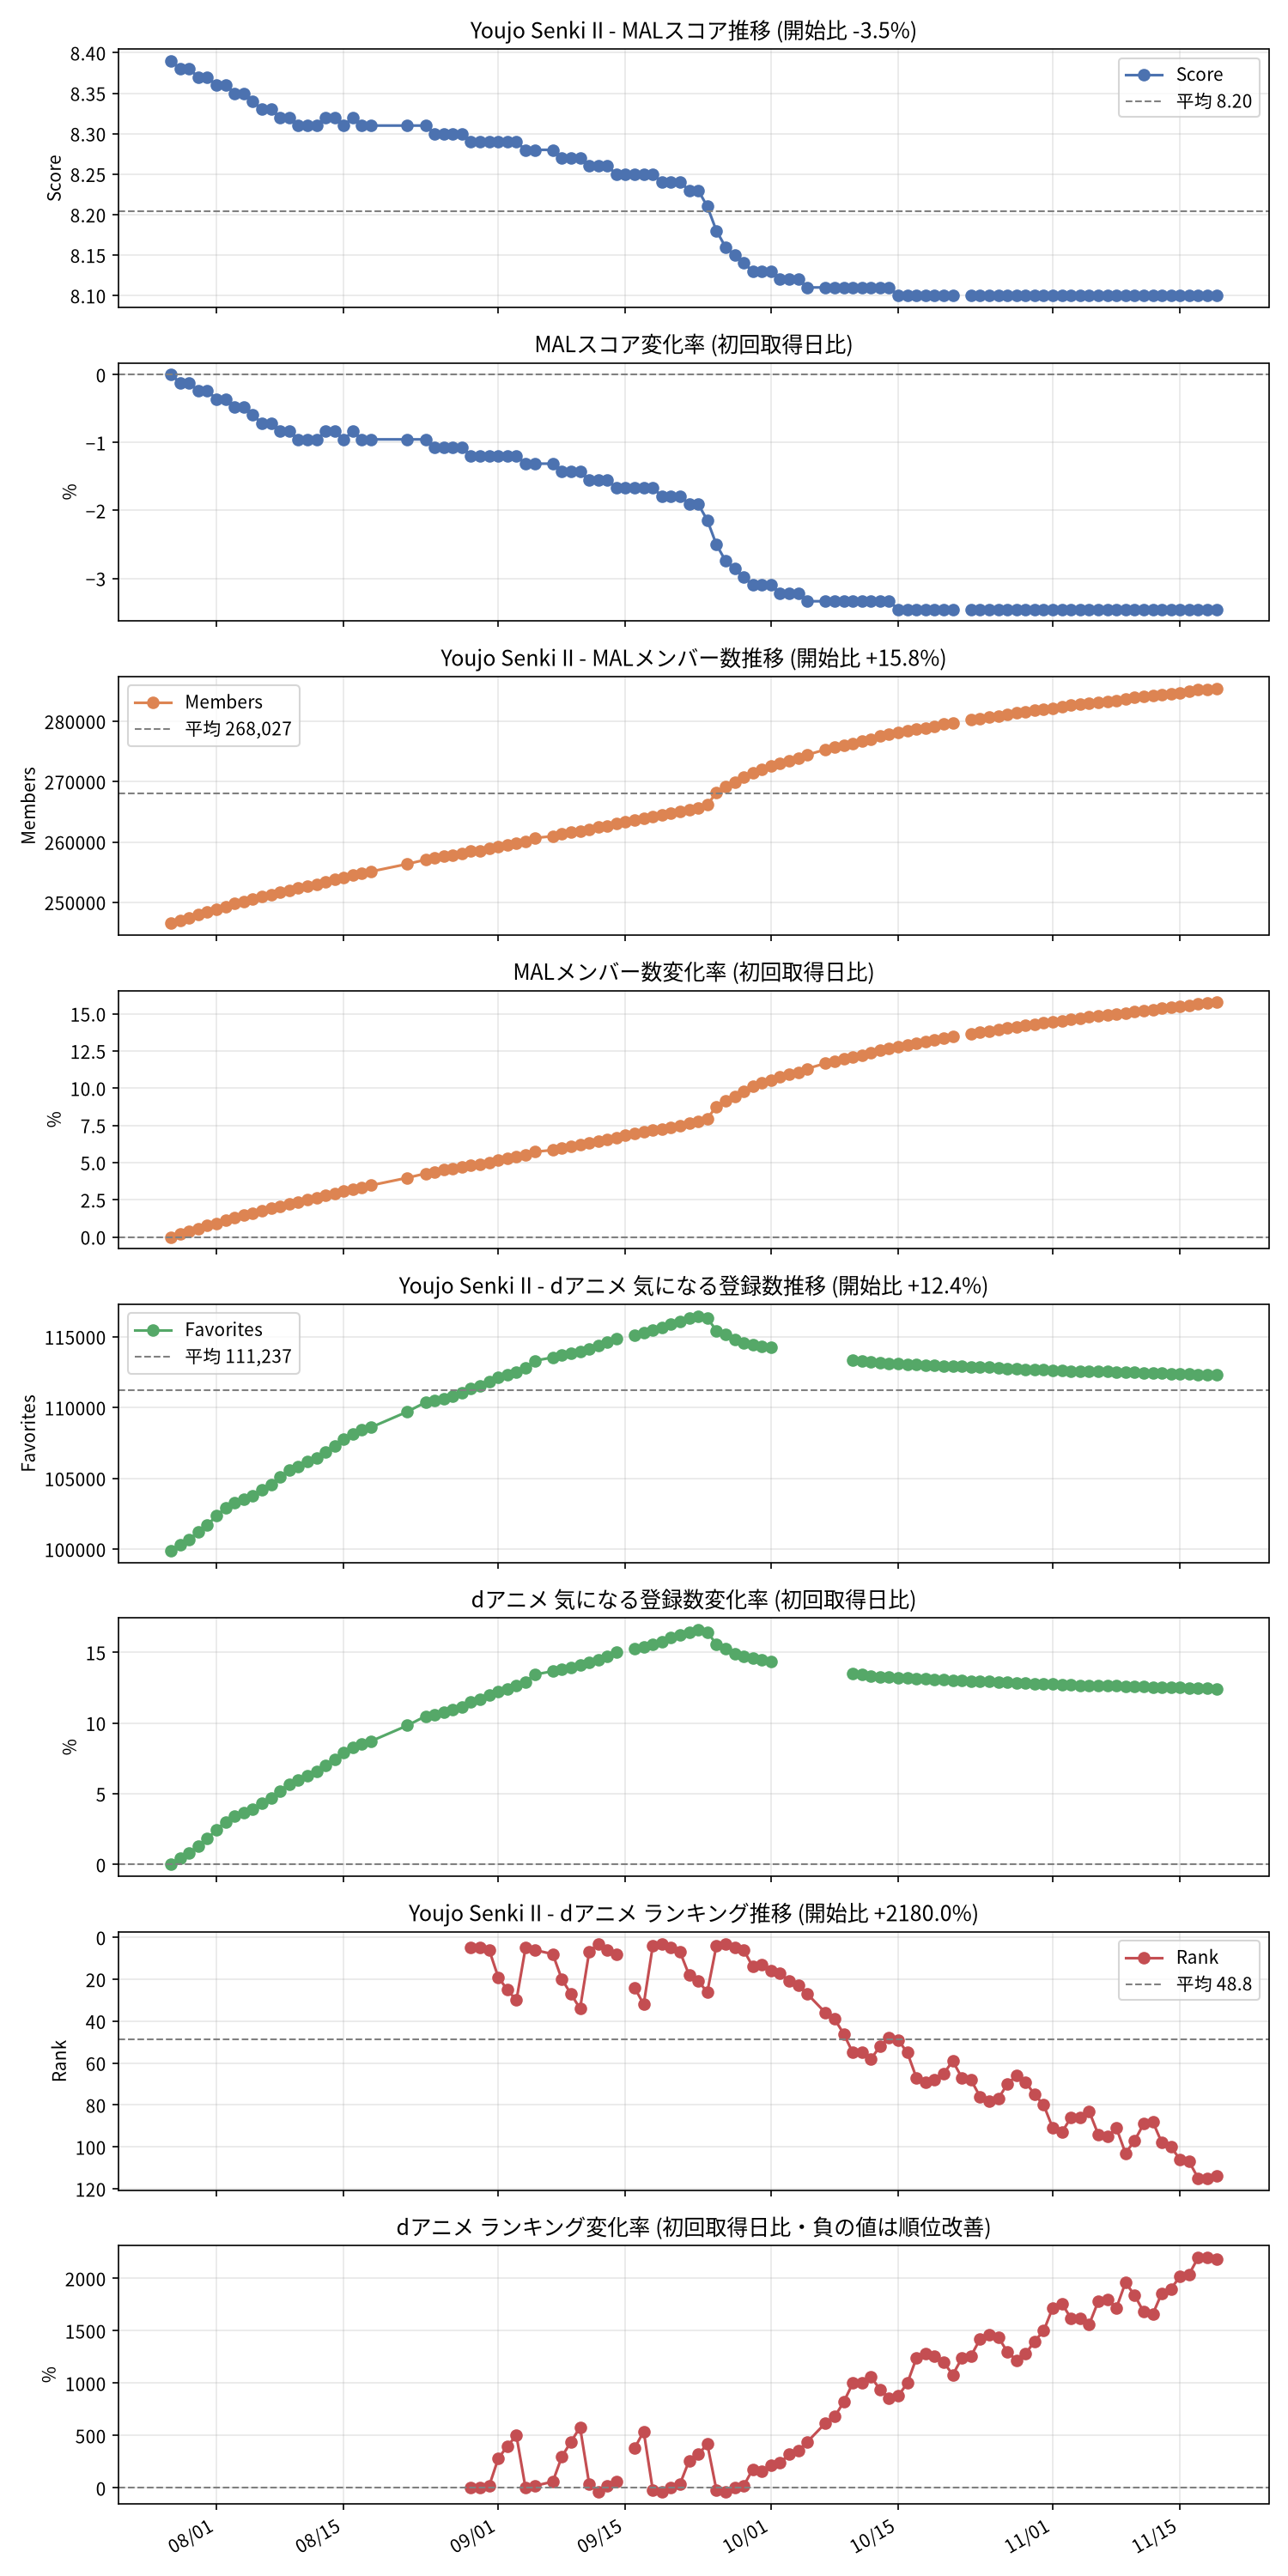 Youjo Senki II - MALスコア推移 (開始比 -3.5%)
Score
8.40
8.35
8.30
8.25
8.20
8.15
8.10
Score
平均 8.20
MALスコア変化率 (初回取得日比)
%
0
−1
−2
−3
Youjo Senki II - MALメンバー数推移 (開始比 +15.8%)
Members
280000
270000
260000
250000
Members
平均 268,027
MALメンバー数変化率 (初回取得日比)
%
15.0
12.5
10.0
7.5
5.0
2.5
0.0
Youjo Senki II - dアニメ 気になる登録数推移 (開始比 +12.4%)
Favorites
115000
110000
105000
100000
Favorites
平均 111,237
dアニメ 気になる登録数変化率 (初回取得日比)
%
15
10
5
0
Youjo Senki II - dアニメ ランキング推移 (開始比 +2180.0%)
Rank
0
20
40
60
80
100
120
Rank
平均 48.8
dアニメ ランキング変化率 (初回取得日比・負の値は順位改善)
%
2000
1500
1000
500
0
08/01
08/15
09/01
09/15
10/01
10/15
11/01
11/15